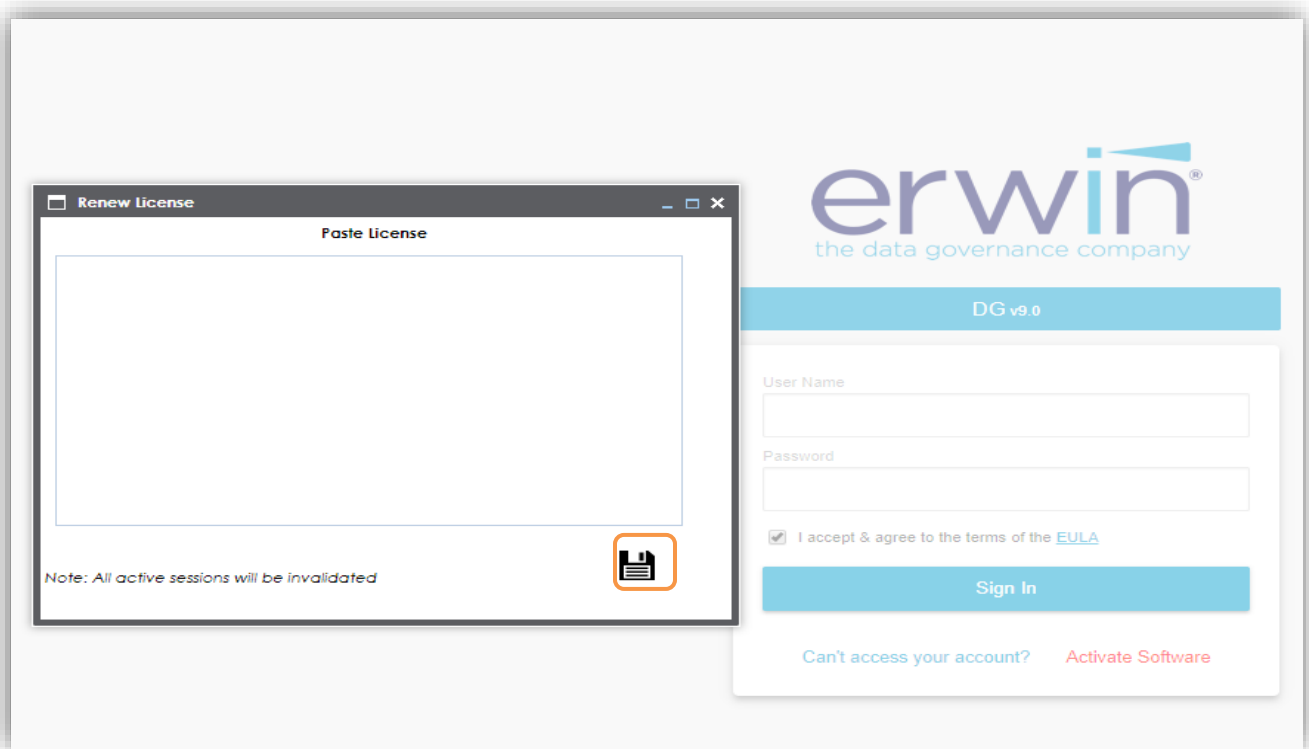 Renew License
Paste License
Note: All active sessions will be invalidated
erwin®
the data governance company
DG v9.0
User Name
Password
I accept & agree to the terms of the EULA
Sign In
Can't access your account? Activate Software